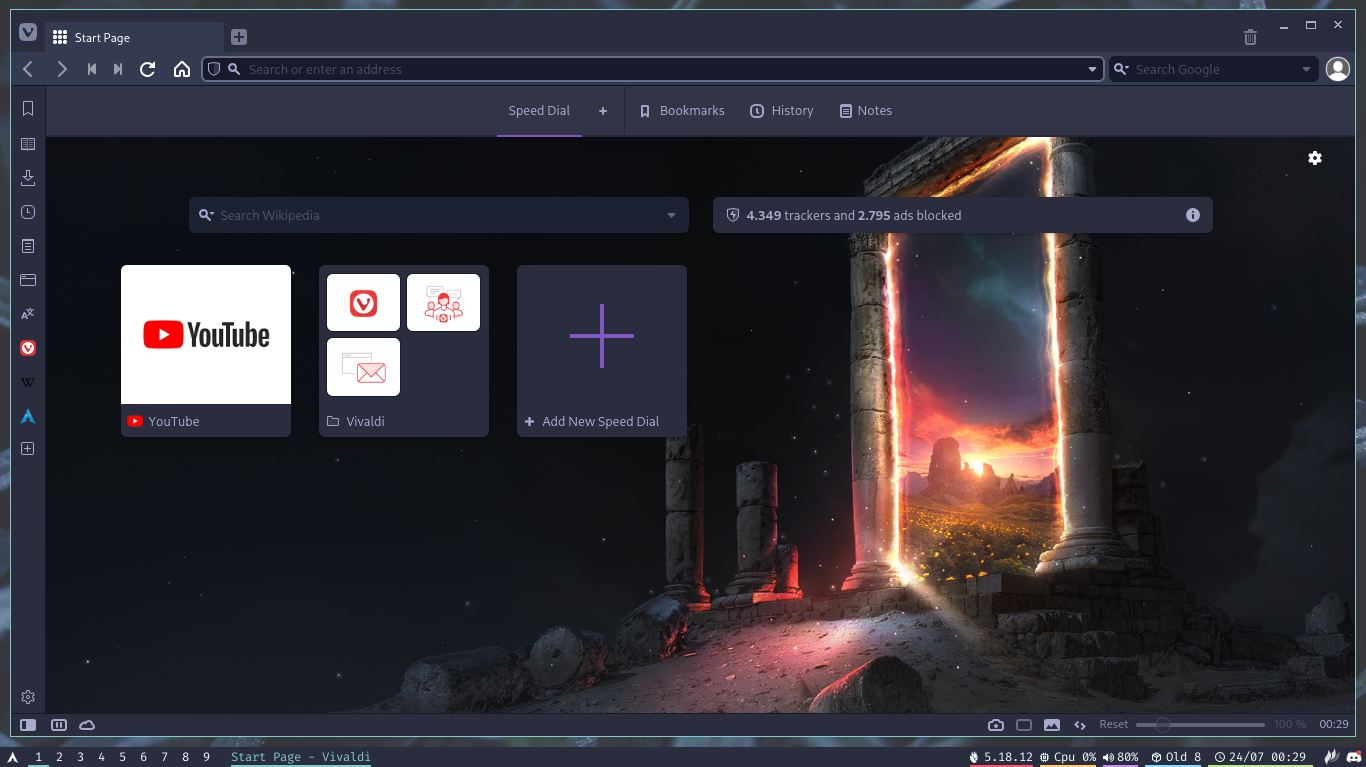 Start Page
Search or enter an address
Search Google
Speed Dial
Bookmarks
History
Notes
Search Wikipedia
4.349 trackers and 2.795 ads blocked
YouTube
YouTube
Vivaldi
Add New Speed Dial
W
Reset
100 %
00:29
1 2 3 4 5 6 7 8 9
Start Page - Vivaldi
5.18.12
Cpu 0%
80%
Old 8
24/07 00:29